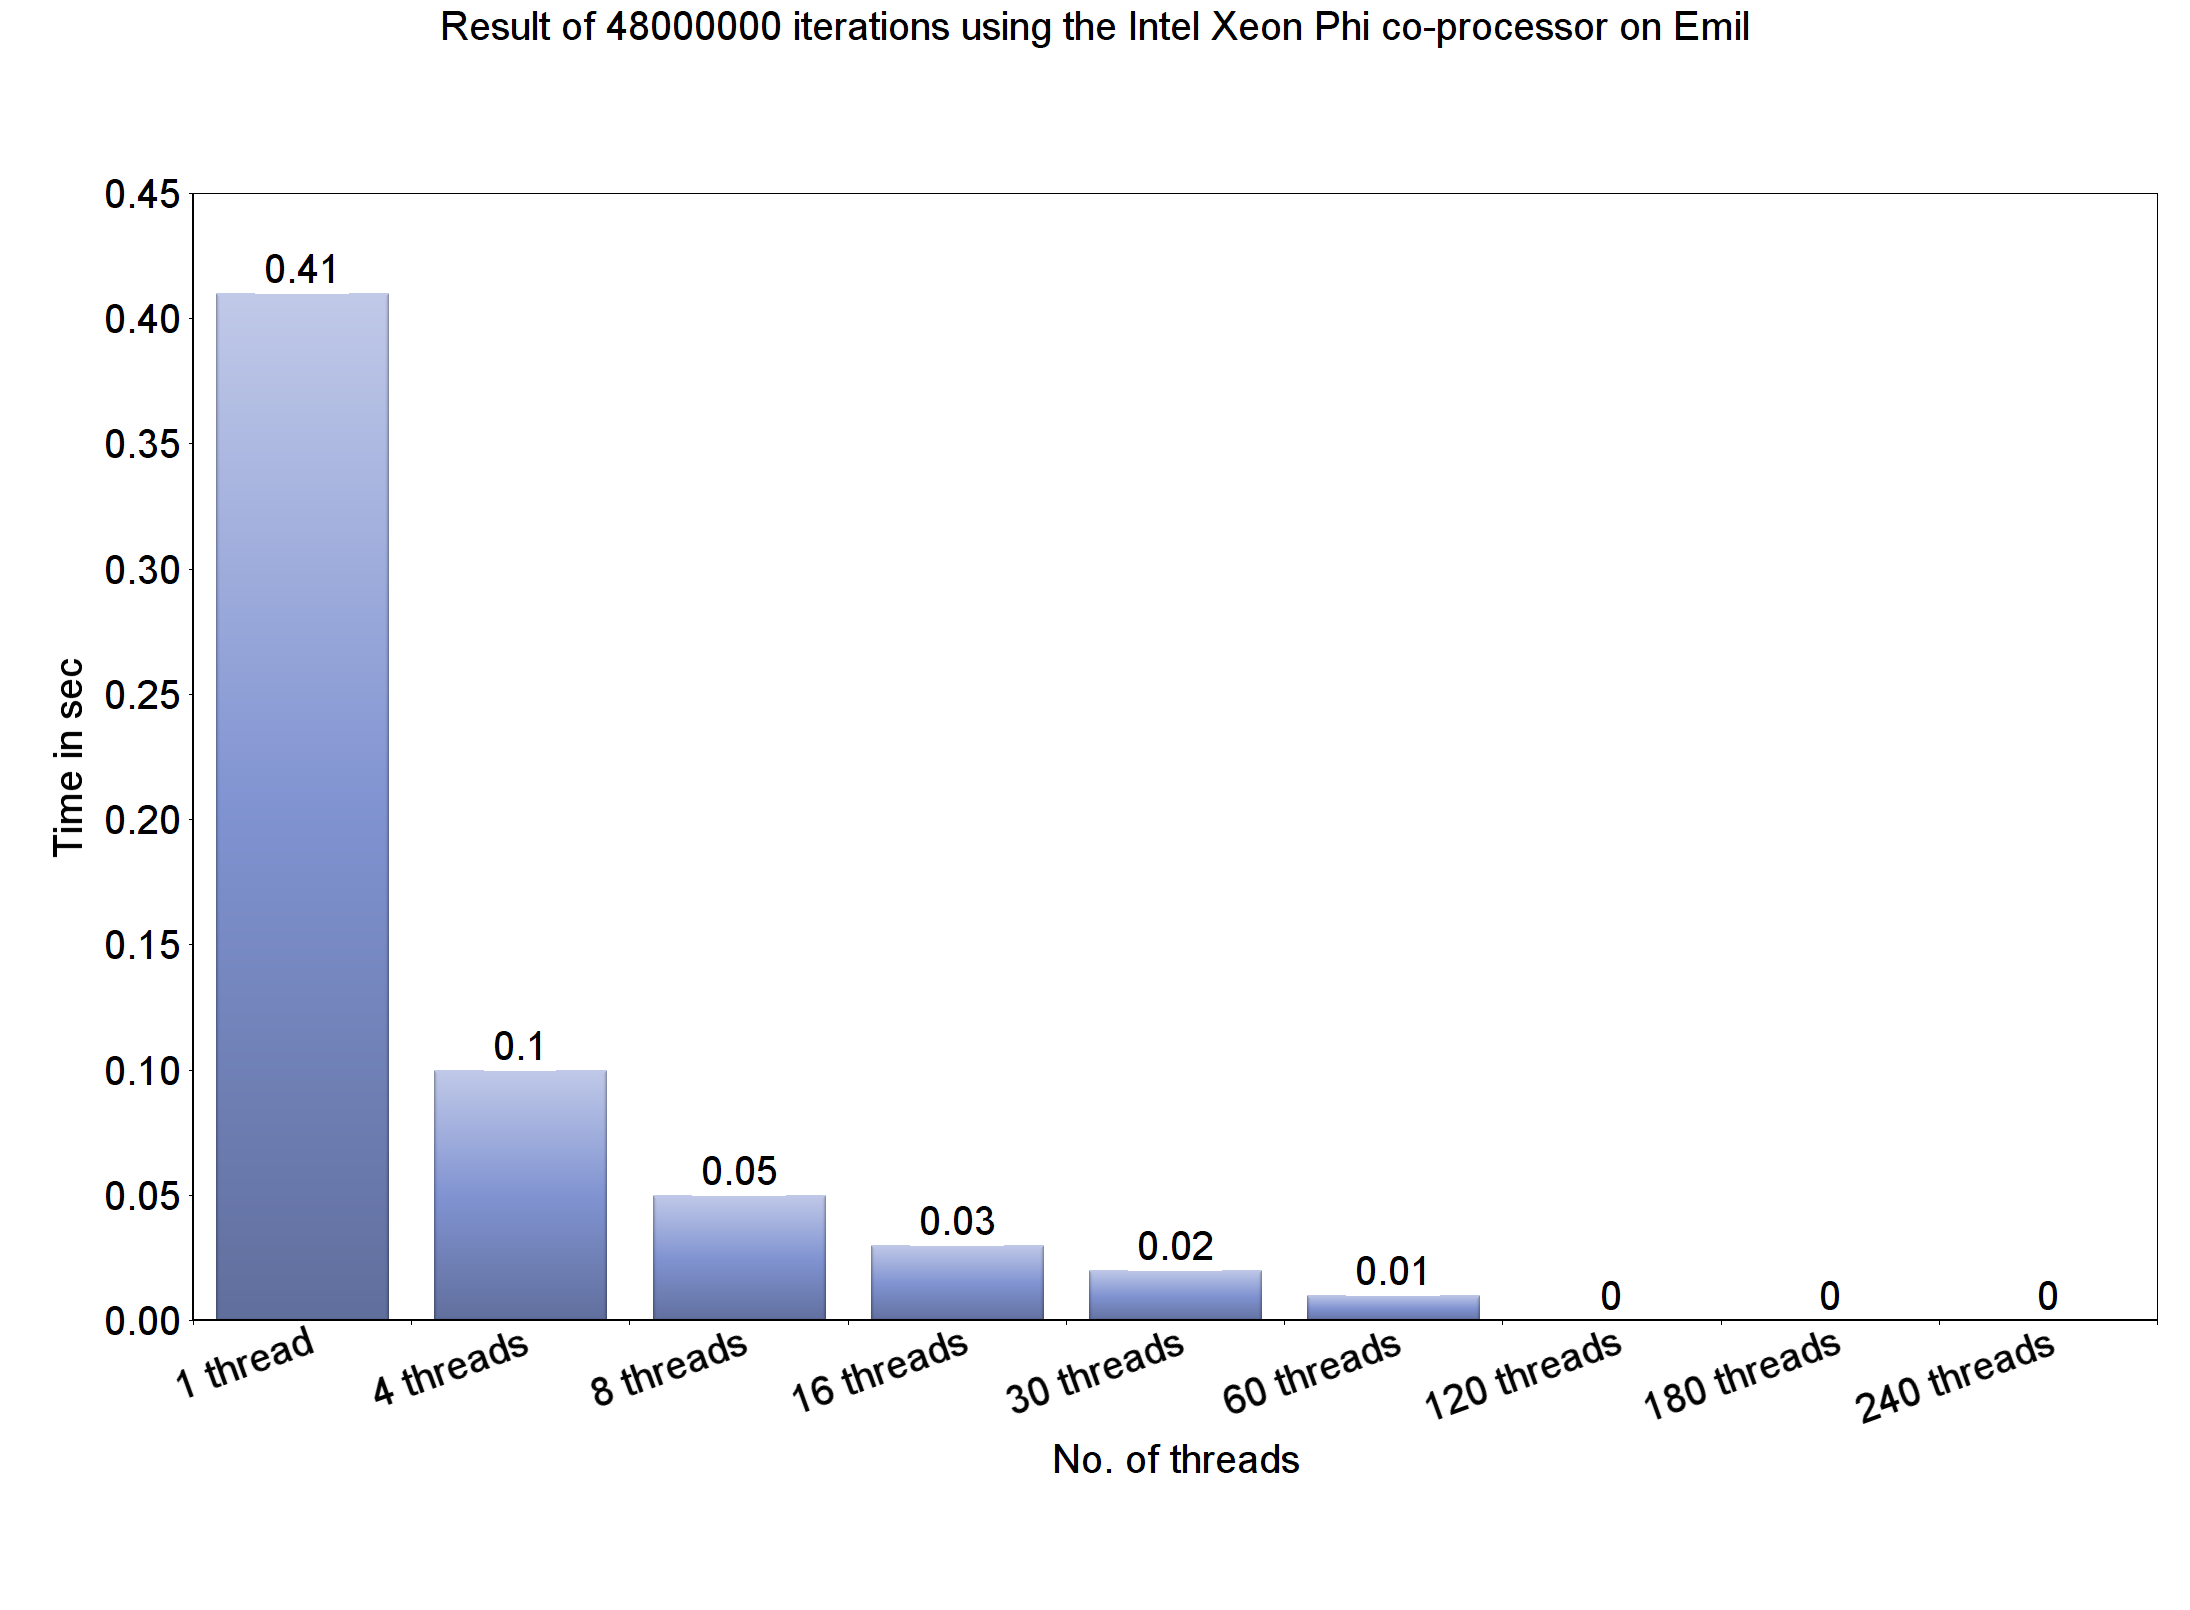 Result of 48000000 iterations using the Intel Xeon Phi co-processor on Emil
0.45
0.40
0.35
0.30
0.25
0.20
0.15
0.10
0.05
0.00
Time in sec
0.41
0.1
0.05
0.03
0.02
0.01
0
0
0
1 thread
4 threads
8 threads
16 threads
30 threads
60 threads
120 threads
180 threads
240 threads
No. of threads